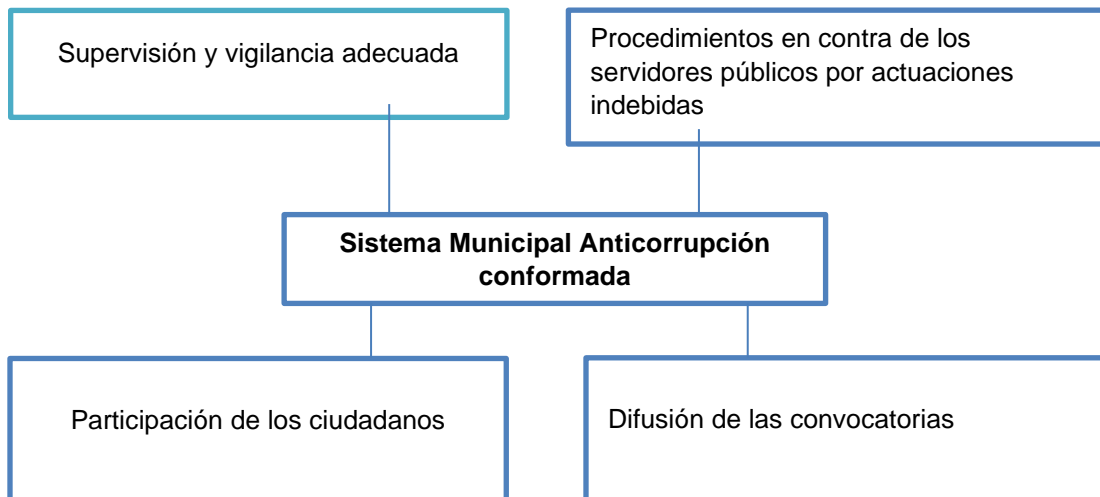 Supervisión y vigilancia adecuada
Procedimientos en contra de los
servidores públicos por actuaciones
indebidas
Sistema Municipal Anticorrupción
conformada
Participación de los ciudadanos
Difusión de las convocatorias